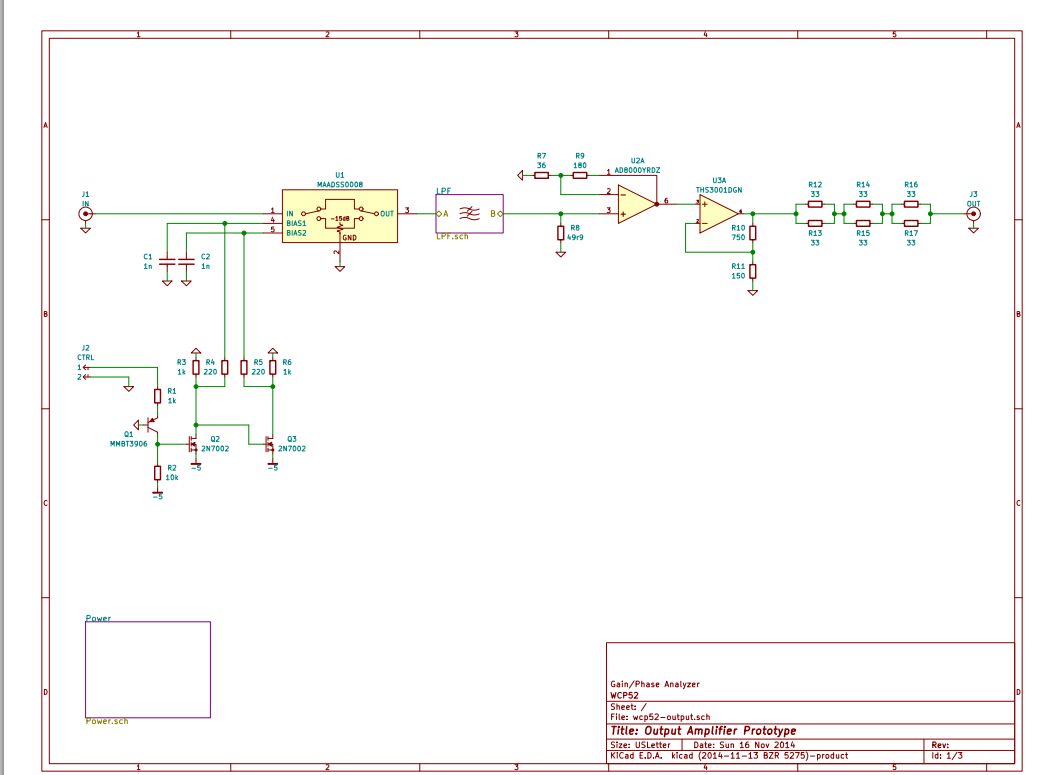 1 2 3 4 5
A A
B B
C C
D D
J1
IN
U1
MAADSS0008
1 IN
4 BIAS1
5 BIAS2
-15dB
OUT 3
GND
2
C1
1n
C2
1n
LPF
A B
LPF.sch
R7
36
R9
180
R8
49r9
U2A
AD8000YRDZ
1
2
3
6
U3A
THS3001DGN
3
2
R10
750
R11
150
R12
33
R13
33
R14
33
R15
33
R16
33
R17
33
J3
OUT
J2
CTRL
1
2
R1
1k
Q1
MMBT3906
R2
10k
-5
R3
1k
R4
220
R5
220
R6
1k
Q2
2N7002
-5
Q3
2N7002
-5
Power
Power.sch
Gain/Phase Analyzer
WCP52
Sheet: /
File: wcp52-output.sch
Title: Output Amplifier Prototype
Size: USLetter Date: Sun 16 Nov 2014 Rev:
KiCad E.D.A. kicad (2014-11-13 BZR 5275)-product Id: 1/3
1 2 3 4 5